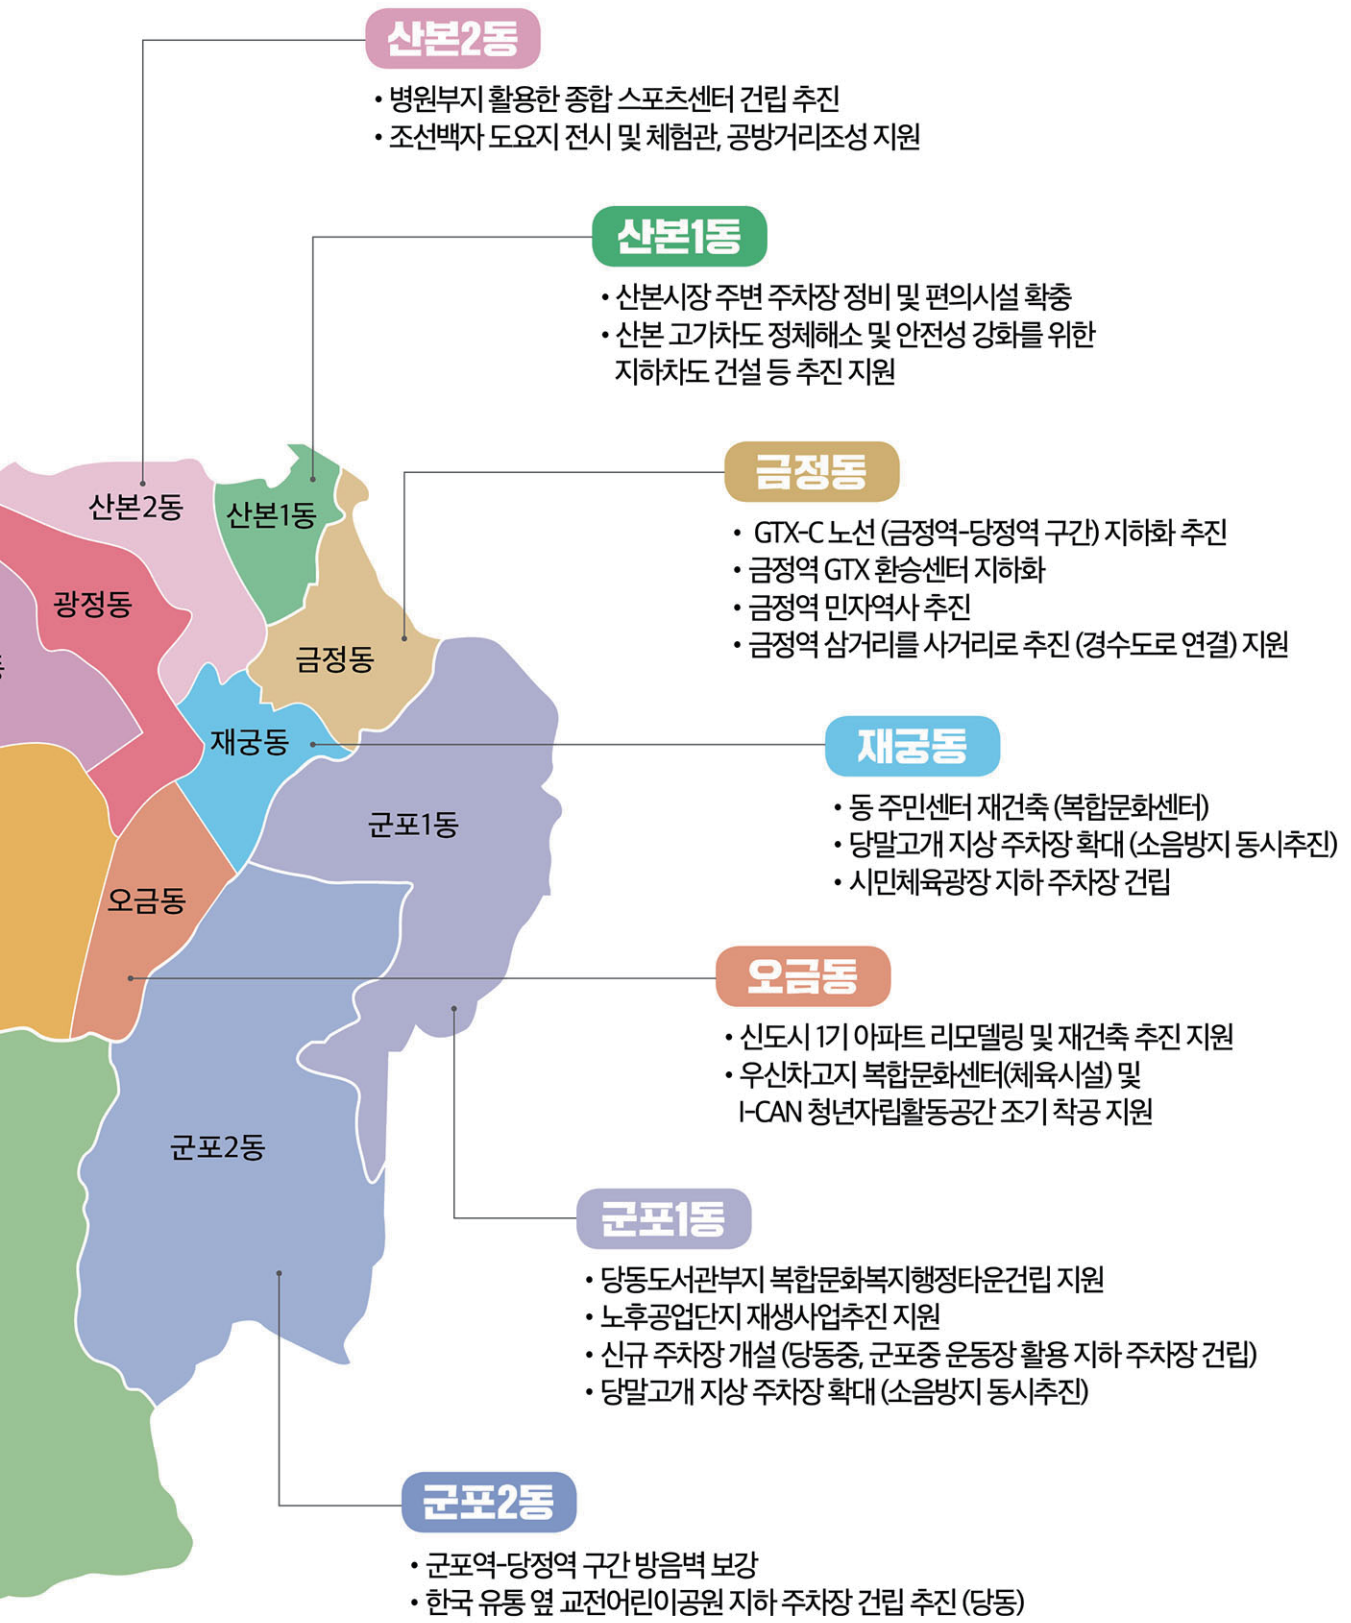 산본2동
• 병원부지 활용한 종합 스포츠센터 건립 추진
• 조선백자 도요지 전시 및 체험관, 공방거리조성 지원
산본1동
• 산본시장 주변 주차장 정비 및 편의시설 확충
• 산본 고가차도 정체해소 및 안전성 강화를 위한
지하차도 건설 등 추진 지원
금정동
• GTX-C 노선 (금정역-당정역 구간) 지하화 추진
• 금정역 GTX 환승센터 지하화
• 금정역 민자역사 추진
• 금정역 삼거리를 사거리로 추진 (경수도로 연결) 지원
재궁동
• 동 주민센터 재건축 (복합문화센터)
• 당말고개 지상 주차장 확대 (소음방지 동시추진)
• 시민체육광장 지하 주차장 건립
오금동
• 신도시 1기 아파트 리모델링 및 재건축 추진 지원
• 우신차고지 복합문화센터(체육시설) 및
I-CAN 청년자립활동공간 조기 착공 지원
군포1동
• 당동도서관부지 복합문화복지행정타운건립 지원
• 노후공업단지 재생사업추진 지원
• 신규 주차장 개설 (당동중, 군포중 운동장 활용 지하 주차장 건립)
• 당말고개 지상 주차장 확대 (소음방지 동시추진)
군포2동
• 군포역-당정역 구간 방음벽 보강
• 한국 유통 옆 교전어린이공원 지하 주차장 건립 추진 (당동)
산본2동
산본1동
광정동
금정동
재궁동
군포1동
오금동
군포2동